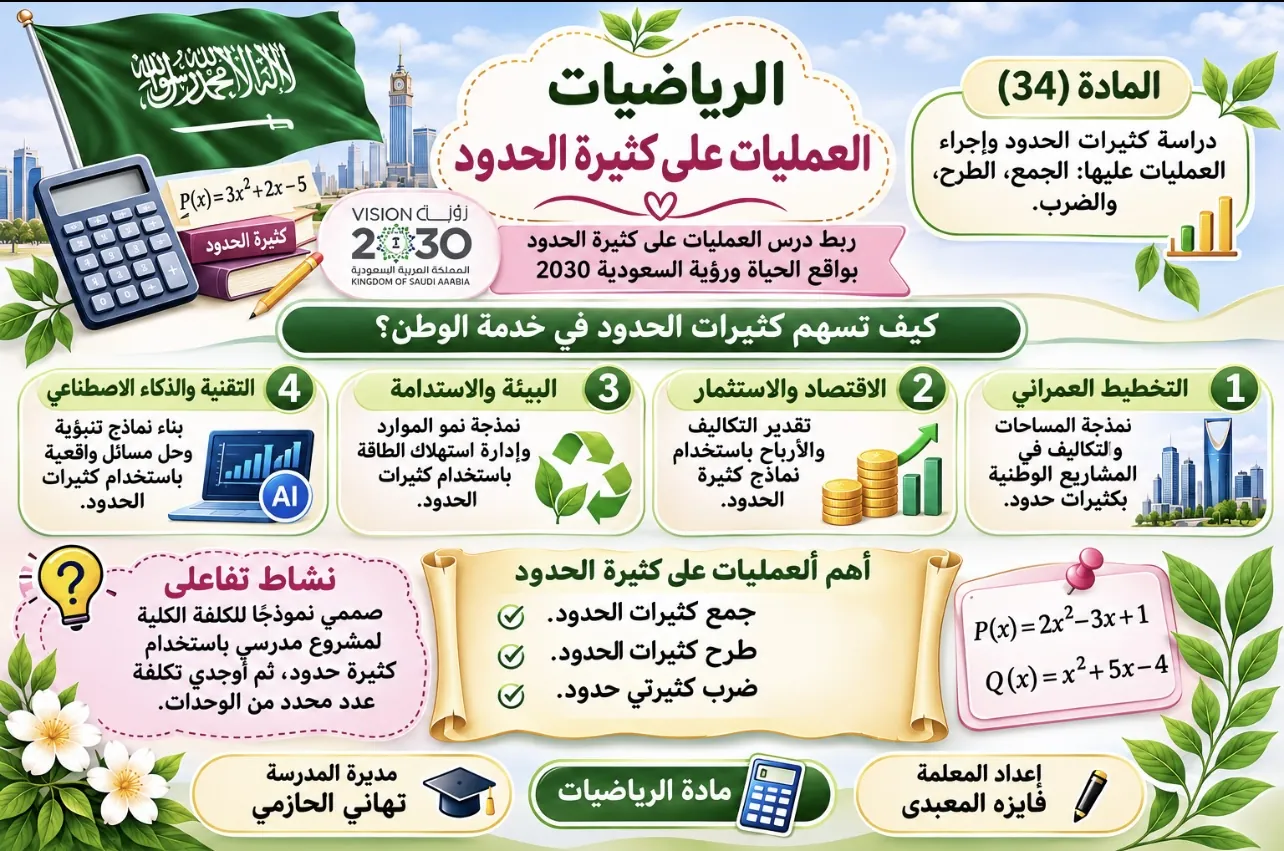 لا إله إلا الله محمد رسول الله
الرياضيات
العمليات على كثيرة الحدود
المادة (34)
دراسة كثيرات الحدود وإجراء
العمليات عليها: الجمع، الطرح،
والضرب.
P(x)=3x²+2x−5
كثيرة الحدود
VISION رؤية
2030
المملكة العربية السعودية
KINGDOM OF SAUDI AARABIA
ربط درس العمليات على كثيرة الحدود
بواقع الحياة ورؤية السعودية 2030
كيف تسهم كثيرات الحدود في خدمة الوطن؟
1
التخطيط العمراني
نمذجة المساحات
والتكاليف في
المشاريع الوطنية
بكثيرات حدود.
2
الاقتصاد والاستثمار
تقدير التكاليف
والأرباح باستخدام
نماذج كثيرة
الحدود.
3
البيئة والاستدامة
نمذجة نمو الموارد
وإدارة استهلاك الطاقة
باستخدام كثيرات
الحدود.
4
التقنية والذكاء الاصطناعي
بناء نماذج تنبؤية
وحل مسائل واقعية
باستخدام كثيرات
الحدود.
AI
P(x)=2x²−3x+1
Q(x)=x²+5x−4
أهم ألعمليات على كثيرة الحدود
جمع كثيرات الحدود.
طرح كثيرات الحدود.
ضرب كثيرتي حدود.
?
نشاط تفاعلى
صممي نموذجًا للكلفة الكلية
لمشروع مدرسي باستخدام
كثيرة حدود، ثم أوجدي تكلفة
عدد محدد من الوحدات.
إعداد المعلمة
فايزه المعبدى
مادة الرياضيات
مديرة المدرسة
تهاني الحازمي